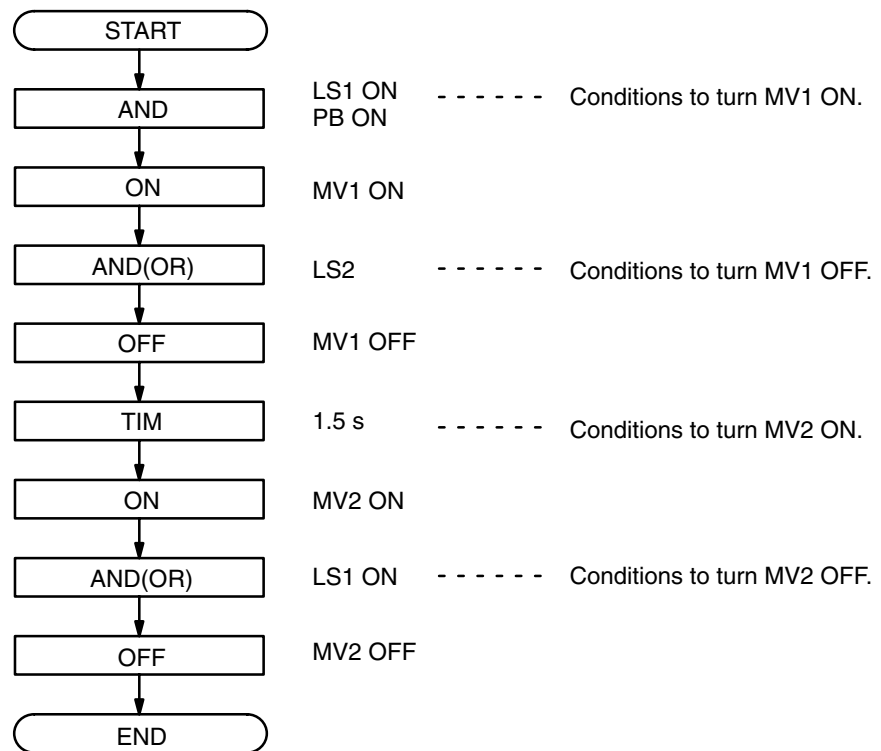 START
AND LS1 ON - - - - - - Conditions to turn MV1 ON.
PB ON
ON MV1 ON
AND(OR) LS2 - - - - - - Conditions to turn MV1 OFF.
OFF MV1 OFF
TIM 1.5 s - - - - - - Conditions to turn MV2 ON.
ON MV2 ON
AND(OR) LS1 ON - - - - - - Conditions to turn MV2 OFF.
OFF MV2 OFF
END